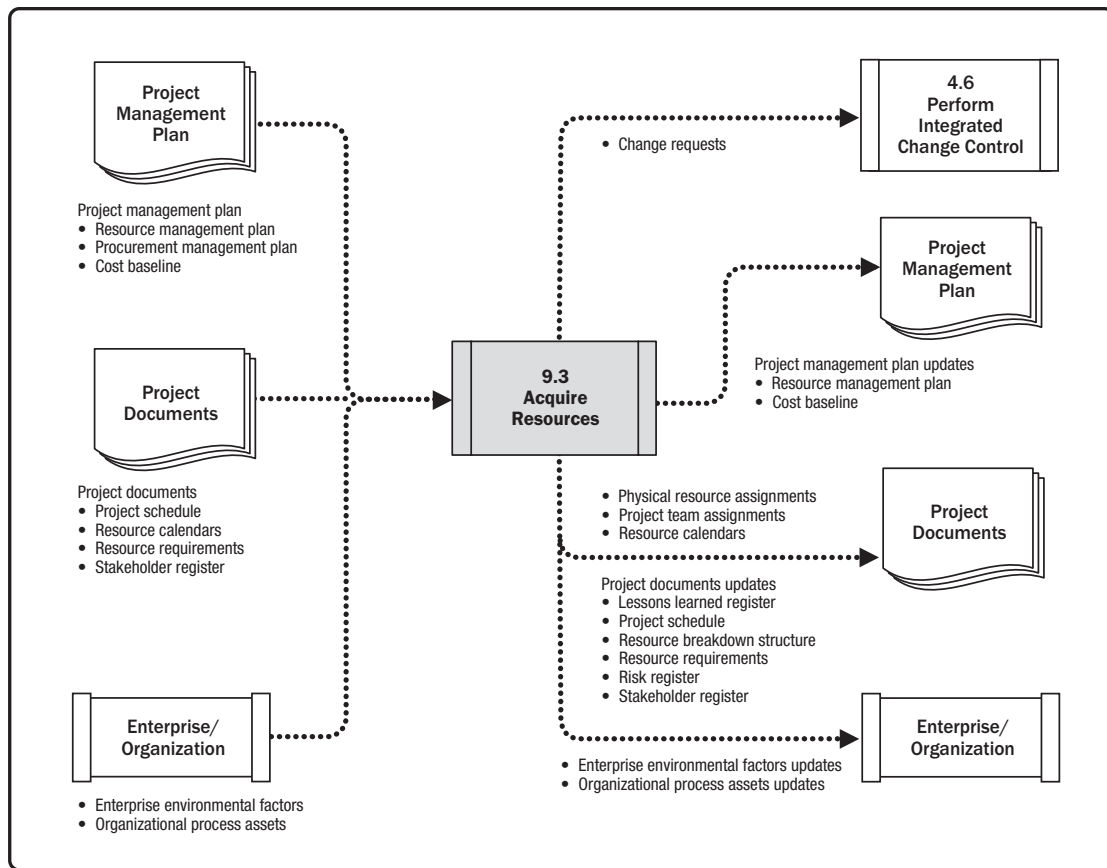 Project
Management
Plan
Project management plan
• Resource management plan
• Procurement management plan
• Cost baseline
Project
Documents
Project documents
• Project schedule
• Resource calendars
• Resource requirements
• Stakeholder register
Enterprise/
Organization
• Enterprise environmental factors
• Organizational process assets
9.3
Acquire
Resources
• Change requests
4.6
Perform
Integrated
Change Control
Project
Management
Plan
Project management plan updates
• Resource management plan
• Cost baseline
• Physical resource assignments
• Project team assignments
• Resource calendars
Project
Documents
Project documents updates
• Lessons learned register
• Project schedule
• Resource breakdown structure
• Resource requirements
• Risk register
• Stakeholder register
Enterprise/
Organization
• Enterprise environmental factors updates
• Organizational process assets updates